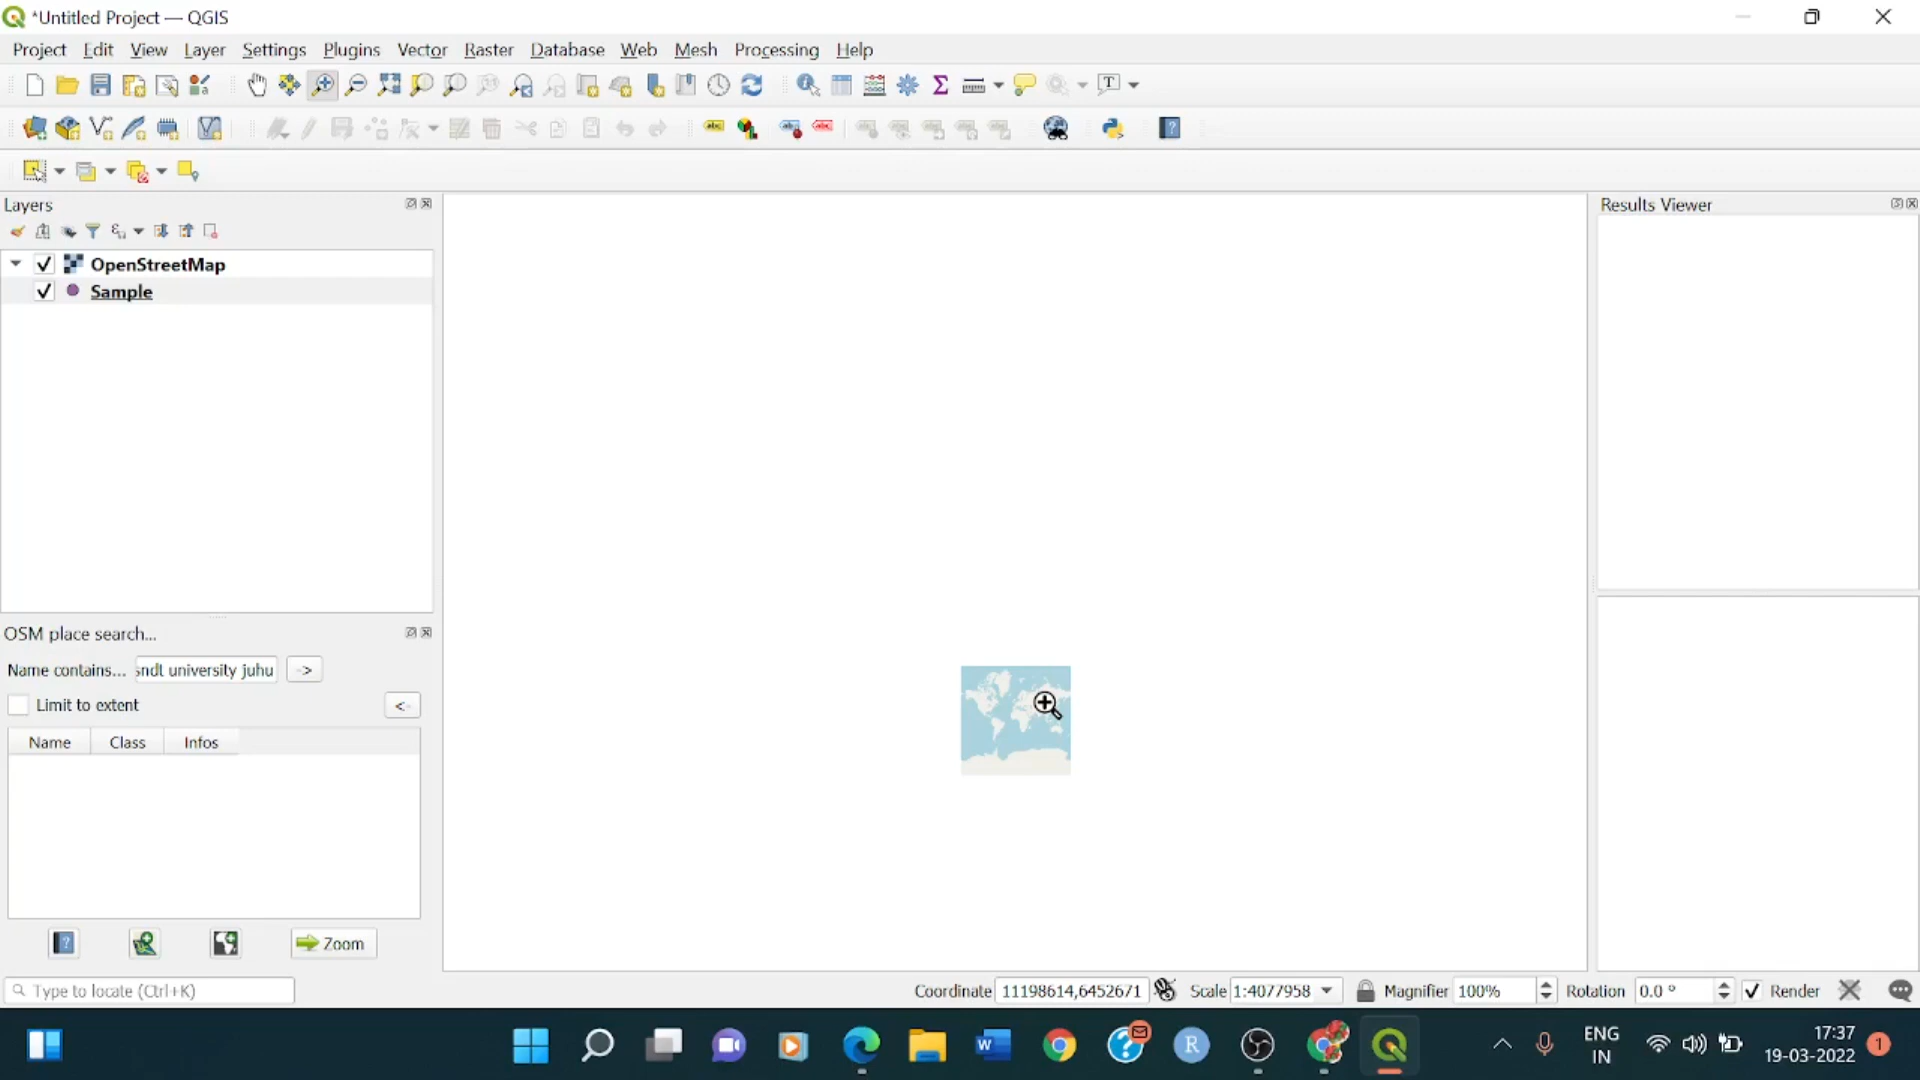 *Untitled Project — QGIS
Project Edit View Layer Settings Plugins Vector Raster Database Web Mesh Processing Help
Layers
OpenStreetMap
Sample
OSM place search...
Name contains... sndt university juhu ->
Limit to extent <-
Name Class Infos
Zoom
Type to locate (Ctrl+K)
Results Viewer
Coordinate 11198614,6452671 Scale 1:4077958 Magnifier 100% Rotation 0.0 ° Render
ENG
IN
17:37
19-03-2022
1